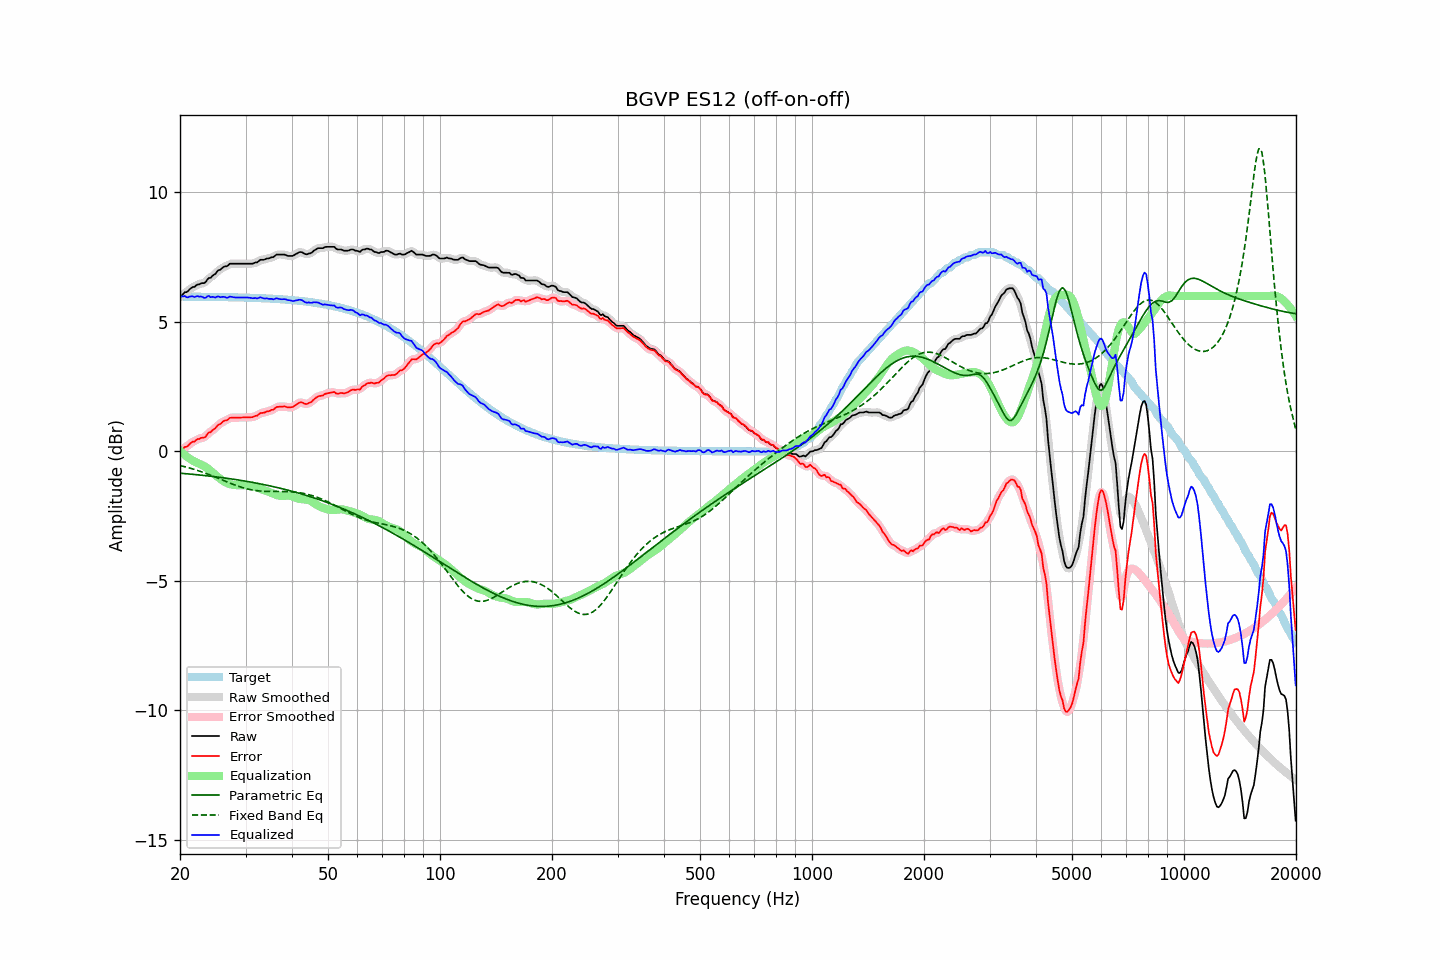 BGVP ES12 (off-on-off)
Amplitude (dBr)
10
5
0
−5
−10
−15
Target
Raw Smoothed
Error Smoothed
Raw
Error
Equalization
Parametric Eq
Fixed Band Eq
Equalized
20 50 100 200 500 1000 2000 5000 10000 20000
Frequency (Hz)